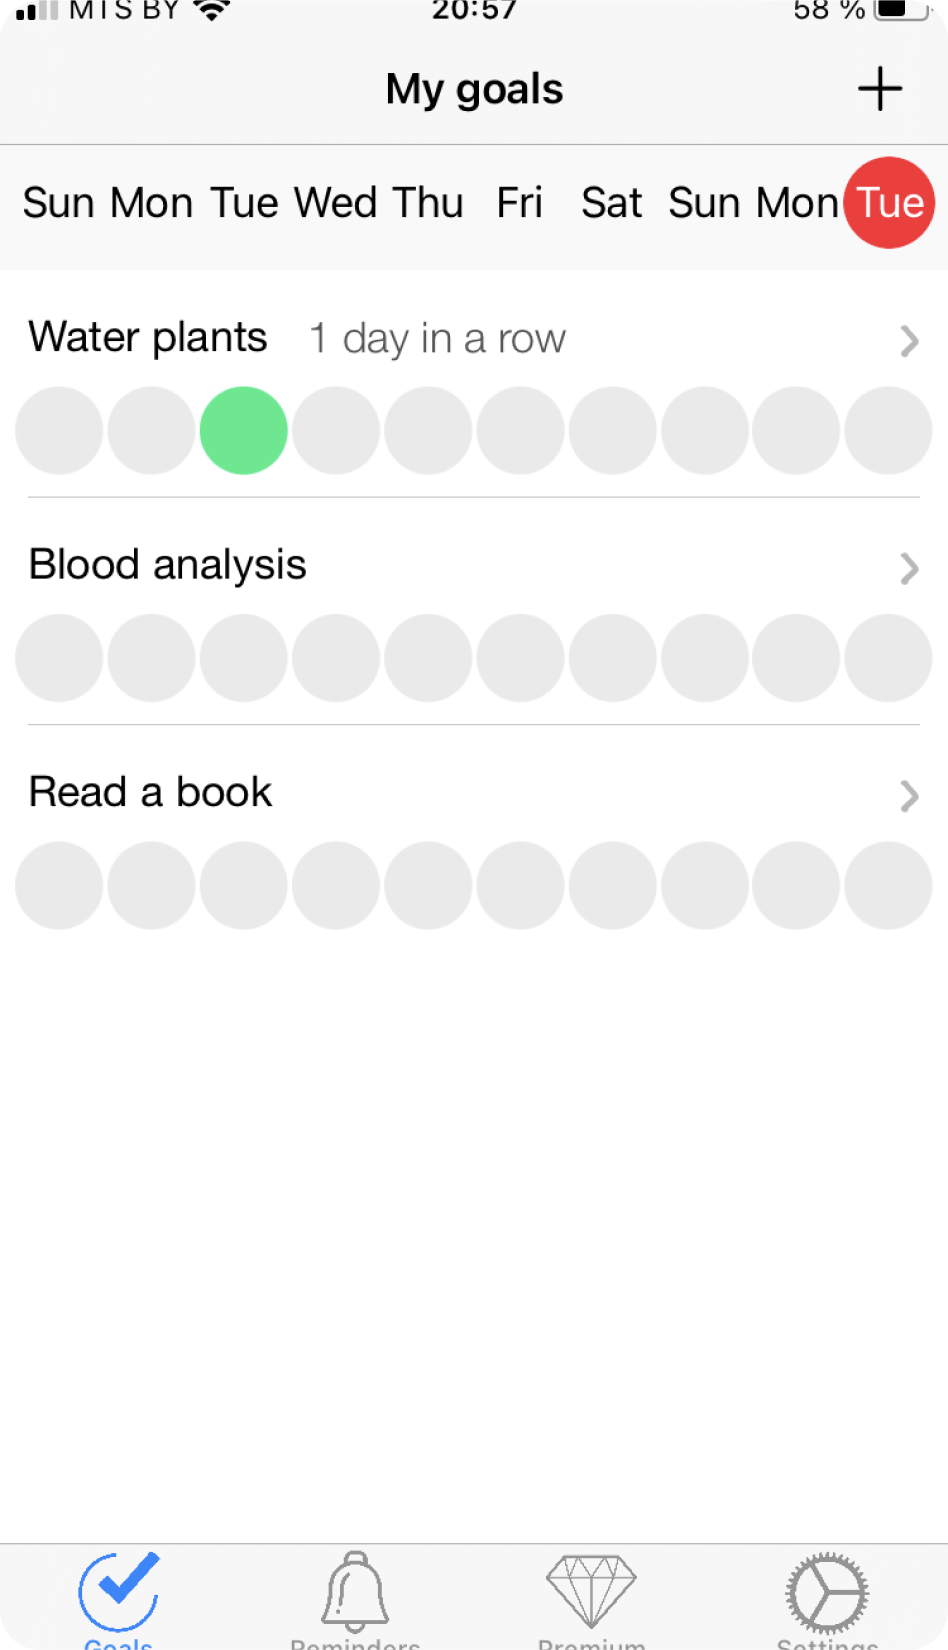 MTS BY 20:57 58 %
My goals
Sun Mon Tue Wed Thu Fri Sat Sun Mon Tue
Water plants 1 day in a row
Blood analysis
Read a book
Goals Reminders Premium Settings